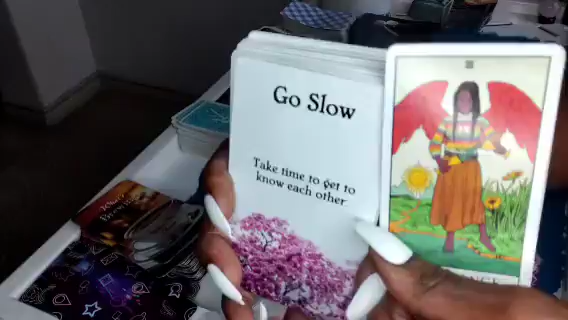 Go Slow
Take time to get to
know each other.